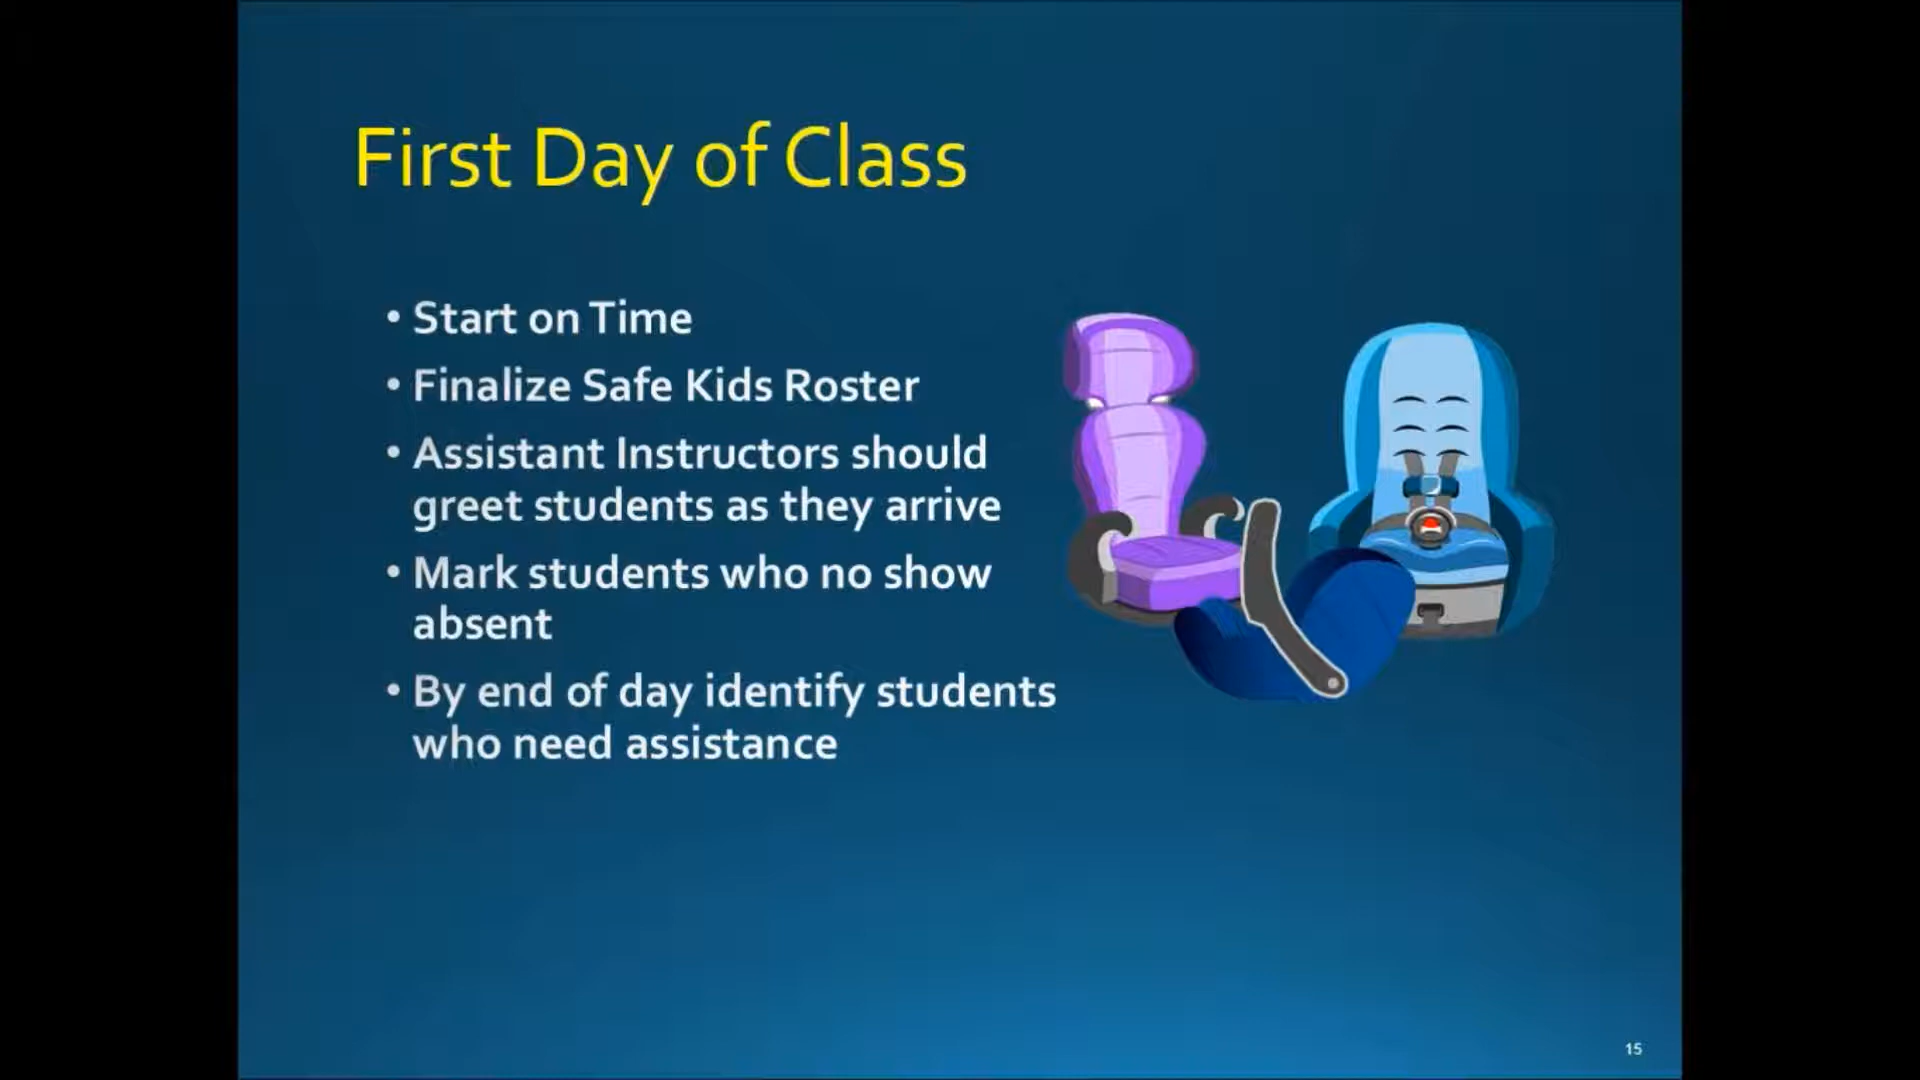 First Day of Class
• Start on Time
• Finalize Safe Kids Roster
• Assistant Instructors should
greet students as they arrive
• Mark students who no show
absent
• By end of day identify students
who need assistance
15